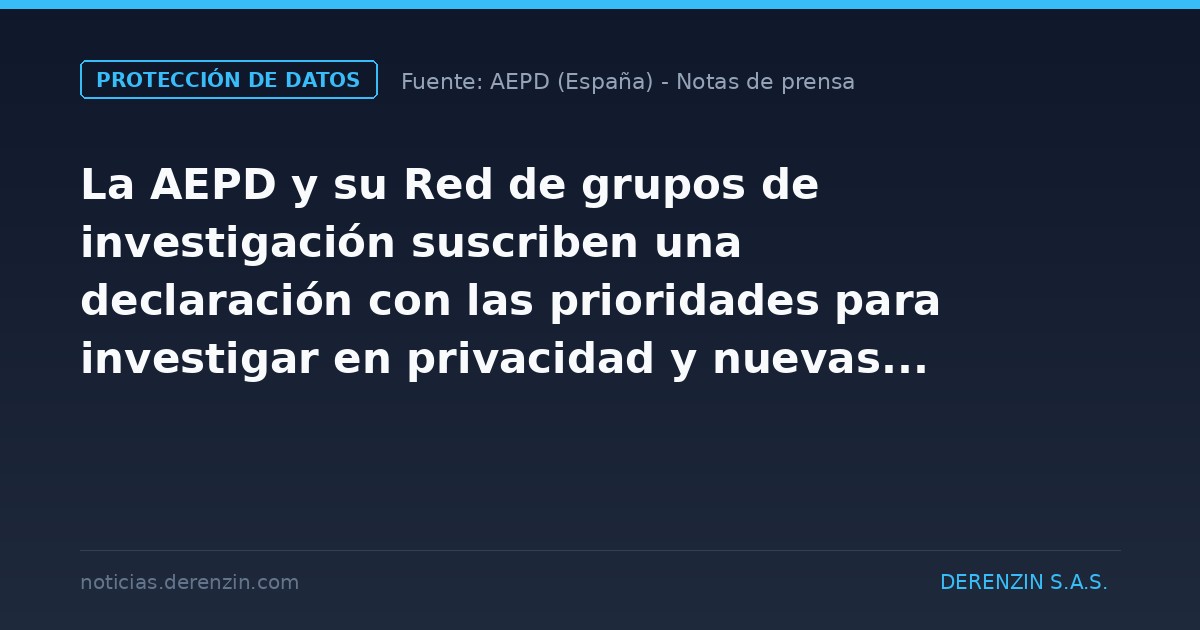 PROTECCIÓN DE DATOS
Fuente: AEPD (España) - Notas de prensa
La AEPD y su Red de grupos de
investigación suscriben una
declaración con las prioridades para
investigar en privacidad y nuevas...
noticias.derenzin.com
DERENZIN S.A.S.